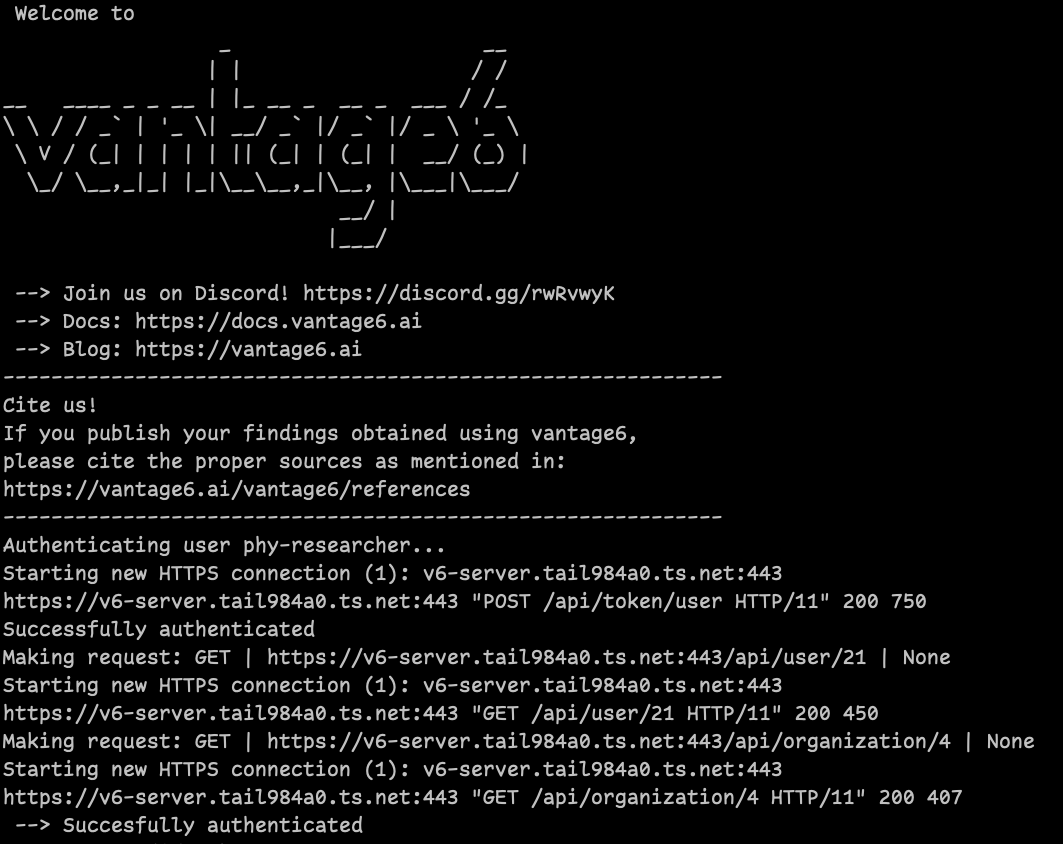 Welcome to
vantage6
--> Join us on Discord! https://discord.gg/rwRvwyK
--> Docs: https://docs.vantage6.ai
--> Blog: https://vantage6.ai
------------------------------------------------------------
Cite us!
If you publish your findings obtained using vantage6,
please cite the proper sources as mentioned in:
https://vantage6.ai/vantage6/references
------------------------------------------------------------
Authenticating user phy-researcher...
Starting new HTTPS connection (1): v6-server.tail984a0.ts.net:443
https://v6-server.tail984a0.ts.net:443 "POST /api/token/user HTTP/11" 200 750
Successfully authenticated
Making request: GET | https://v6-server.tail984a0.ts.net:443/api/user/21 | None
Starting new HTTPS connection (1): v6-server.tail984a0.ts.net:443
https://v6-server.tail984a0.ts.net:443 "GET /api/user/21 HTTP/11" 200 450
Making request: GET | https://v6-server.tail984a0.ts.net:443/api/organization/4 | None
Starting new HTTPS connection (1): v6-server.tail984a0.ts.net:443
https://v6-server.tail984a0.ts.net:443 "GET /api/organization/4 HTTP/11" 200 407
--> Succesfully authenticated